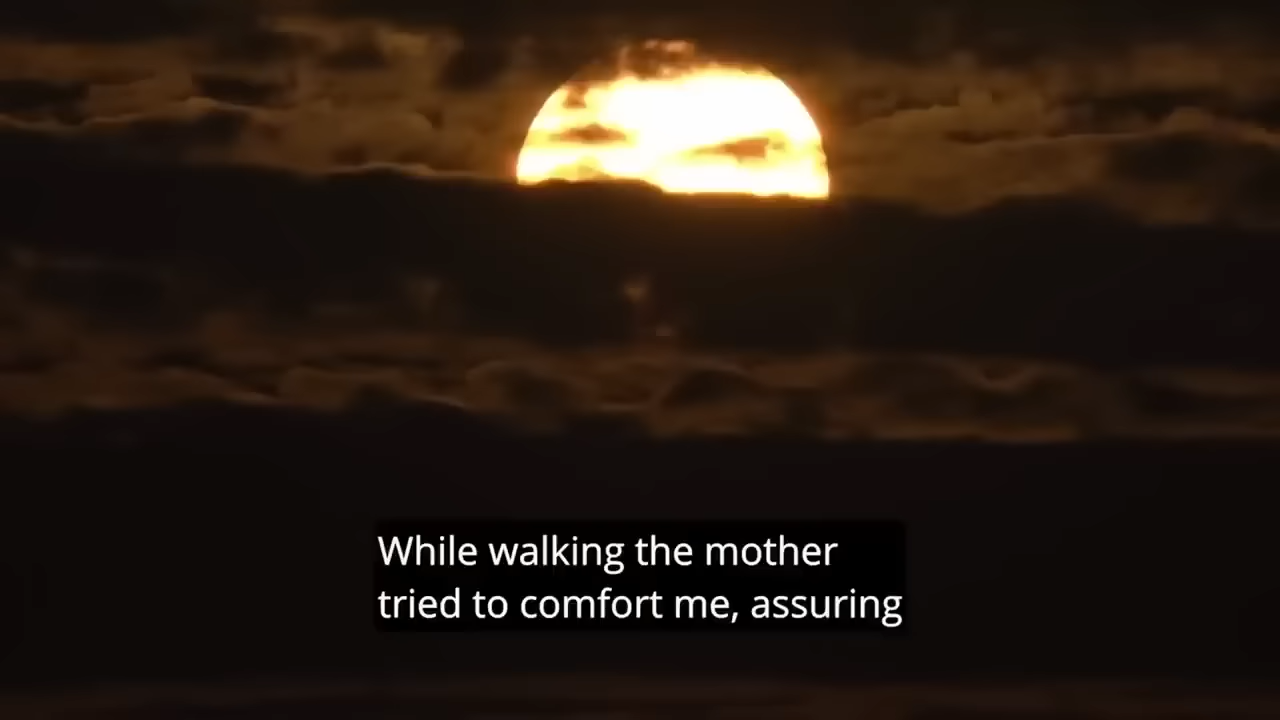 While walking the mother
tried to comfort me, assuring